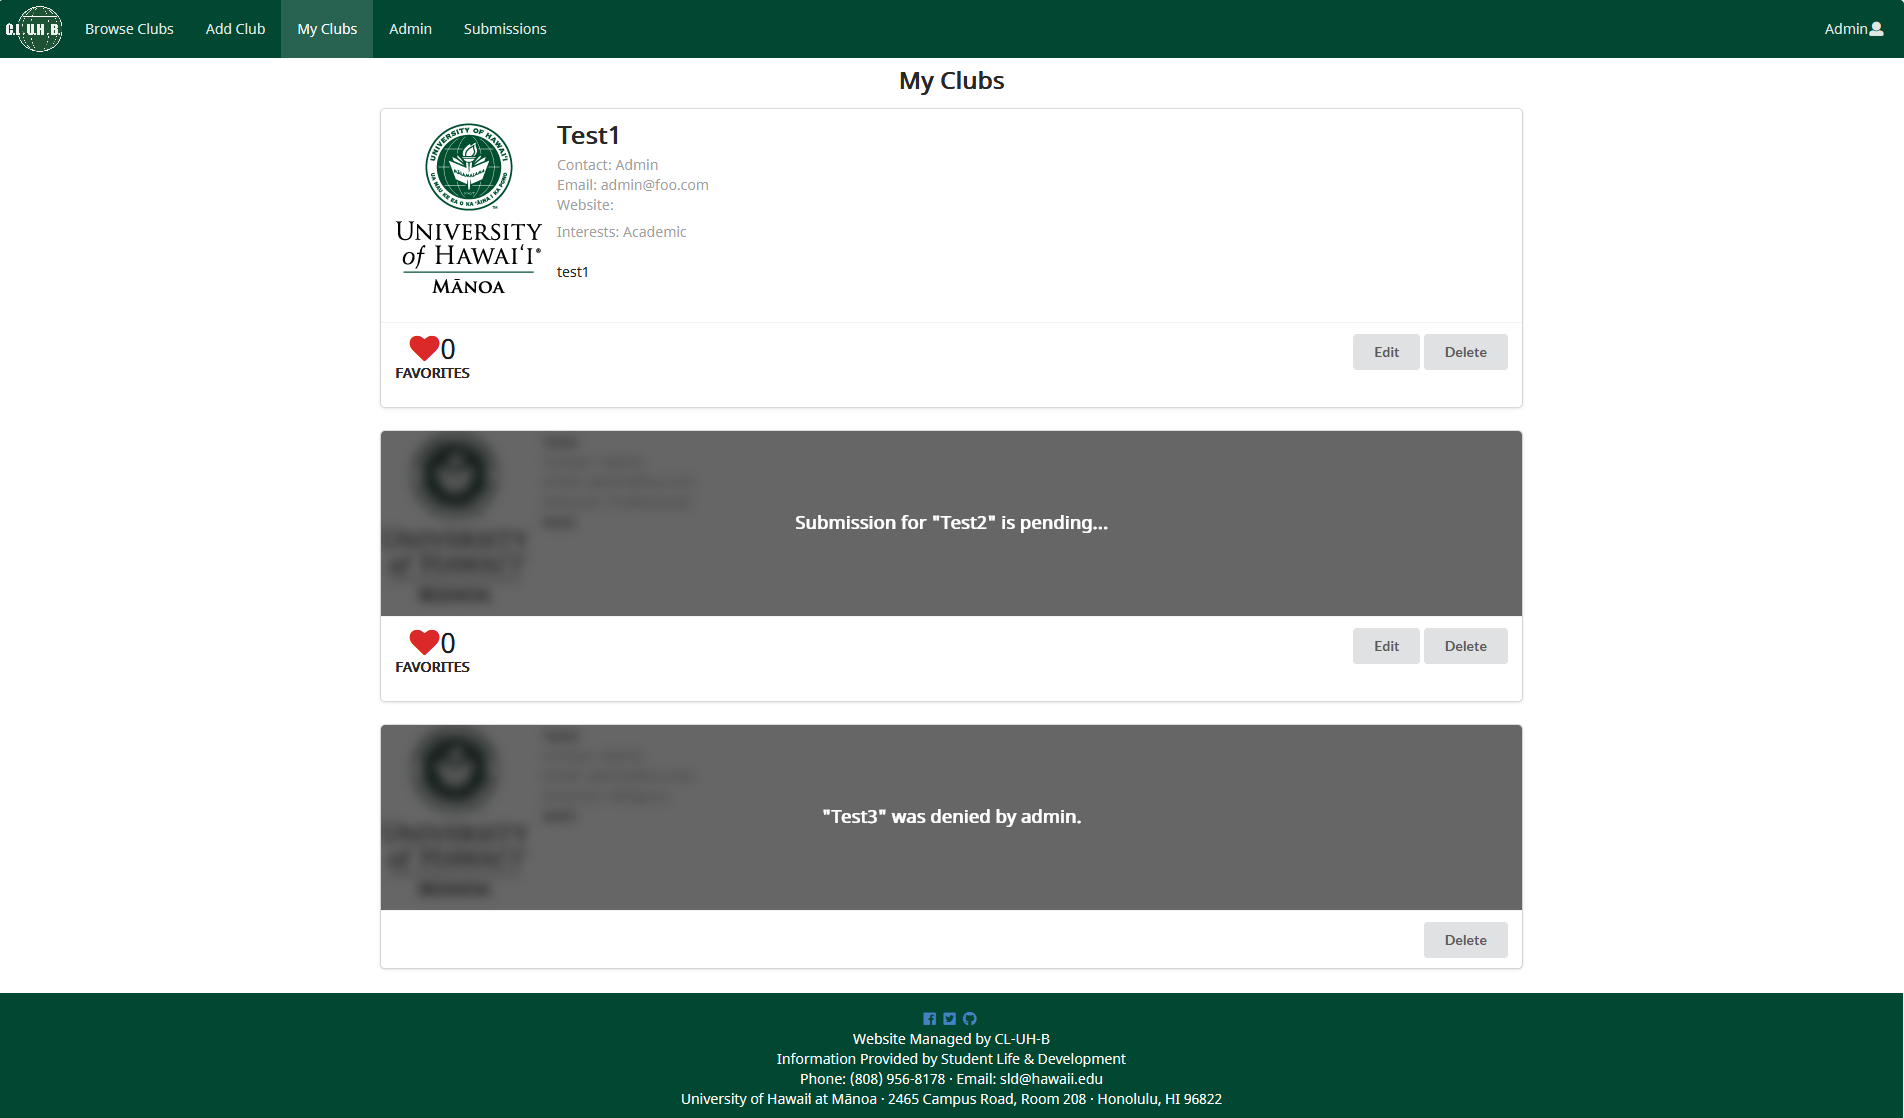 C.L U.H B.
Browse Clubs
Add Club
My Clubs
Admin
Submissions
Admin
My Clubs
UNIVERSITY OF HAWAI'I
UNIVERSITY
of HAWAI‘I®
MĀNOA
Test1
Contact: Admin
Email: admin@foo.com
Website:
Interests: Academic
test1
0
FAVORITES
Edit
Delete
Submission for "Test2" is pending...
0
FAVORITES
Edit
Delete
"Test3" was denied by admin.
Delete
Website Managed by CL-UH-B
Information Provided by Student Life & Development
Phone: (808) 956-8178 · Email: sld@hawaii.edu
University of Hawaiʻi at Mānoa · 2465 Campus Road, Room 208 · Honolulu, HI 96822